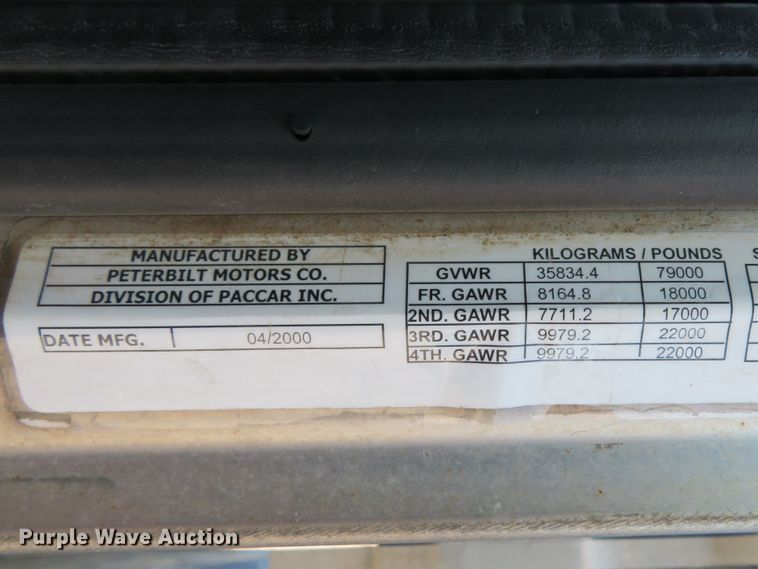 MANUFACTURED BY
PETERBILT MOTORS CO.
DIVISION OF PACCAR INC.
DATE MFG. 04/2000
KILOGRAMS / POUNDS
GVWR 35834.4 79000
FR. GAWR 8164.8 18000
2ND. GAWR 7711.2 17000
3RD. GAWR 9979.2 22000
4TH. GAWR 9979.2 22000
Purple Wave Auction